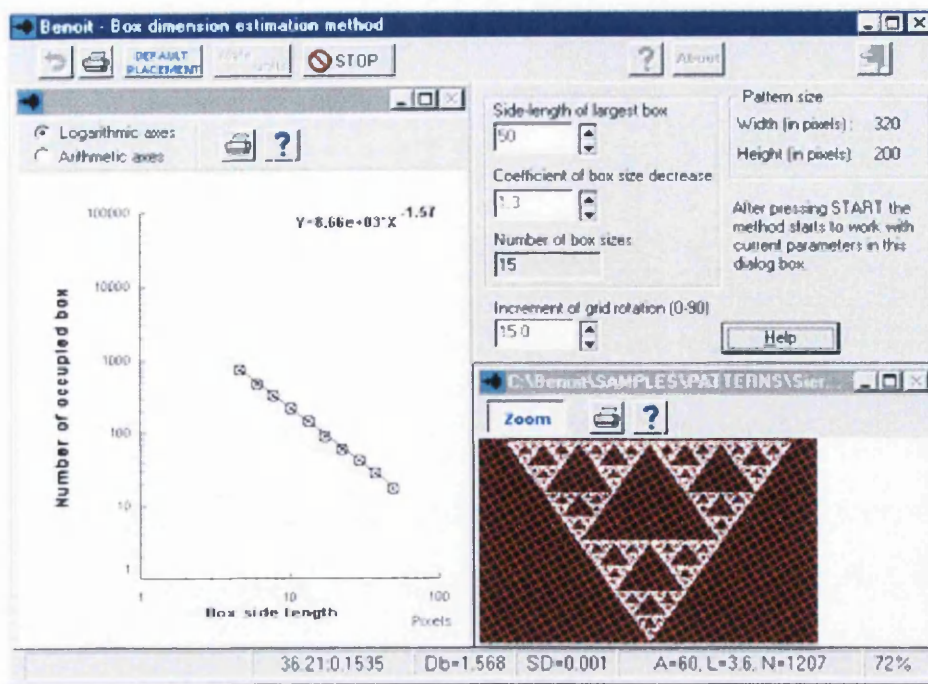 Benoit - Box dimension estimation method
DEFAULT
PLACEMENT
STOP
?
About
Logarithmic axes
Arithmetic axes
?
Y=8.66e+03*X^-1.57
100000
10000
1000
100
10
1
Number of occupied box
1
10
100
Box side length
Pixels
Side-length of largest box
50
Coefficient of box size decrease
1.3
Number of box sizes
15
Increment of grid rotation (0-90)
15.0
Pattern size
Width (in pixels) : 320
Height (in pixels) 200
After pressing START the
method starts to work with
current parameters in this
dialog box.
Help
C:\Benoit\SAMPLES\PATTERNS\Sier...
Zoom
?
36.21:0.1535 Db=1.568 SD=0.001 A=60, L=3.6, N=1207 72%